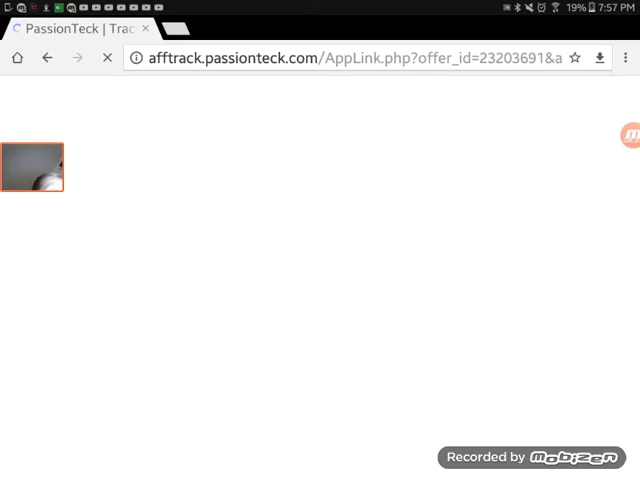 19% 7:57 PM
PassionTeck | Trac
afftrack.passionteck.com/AppLink.php?offer_id=23203691&a
Recorded by mobizen